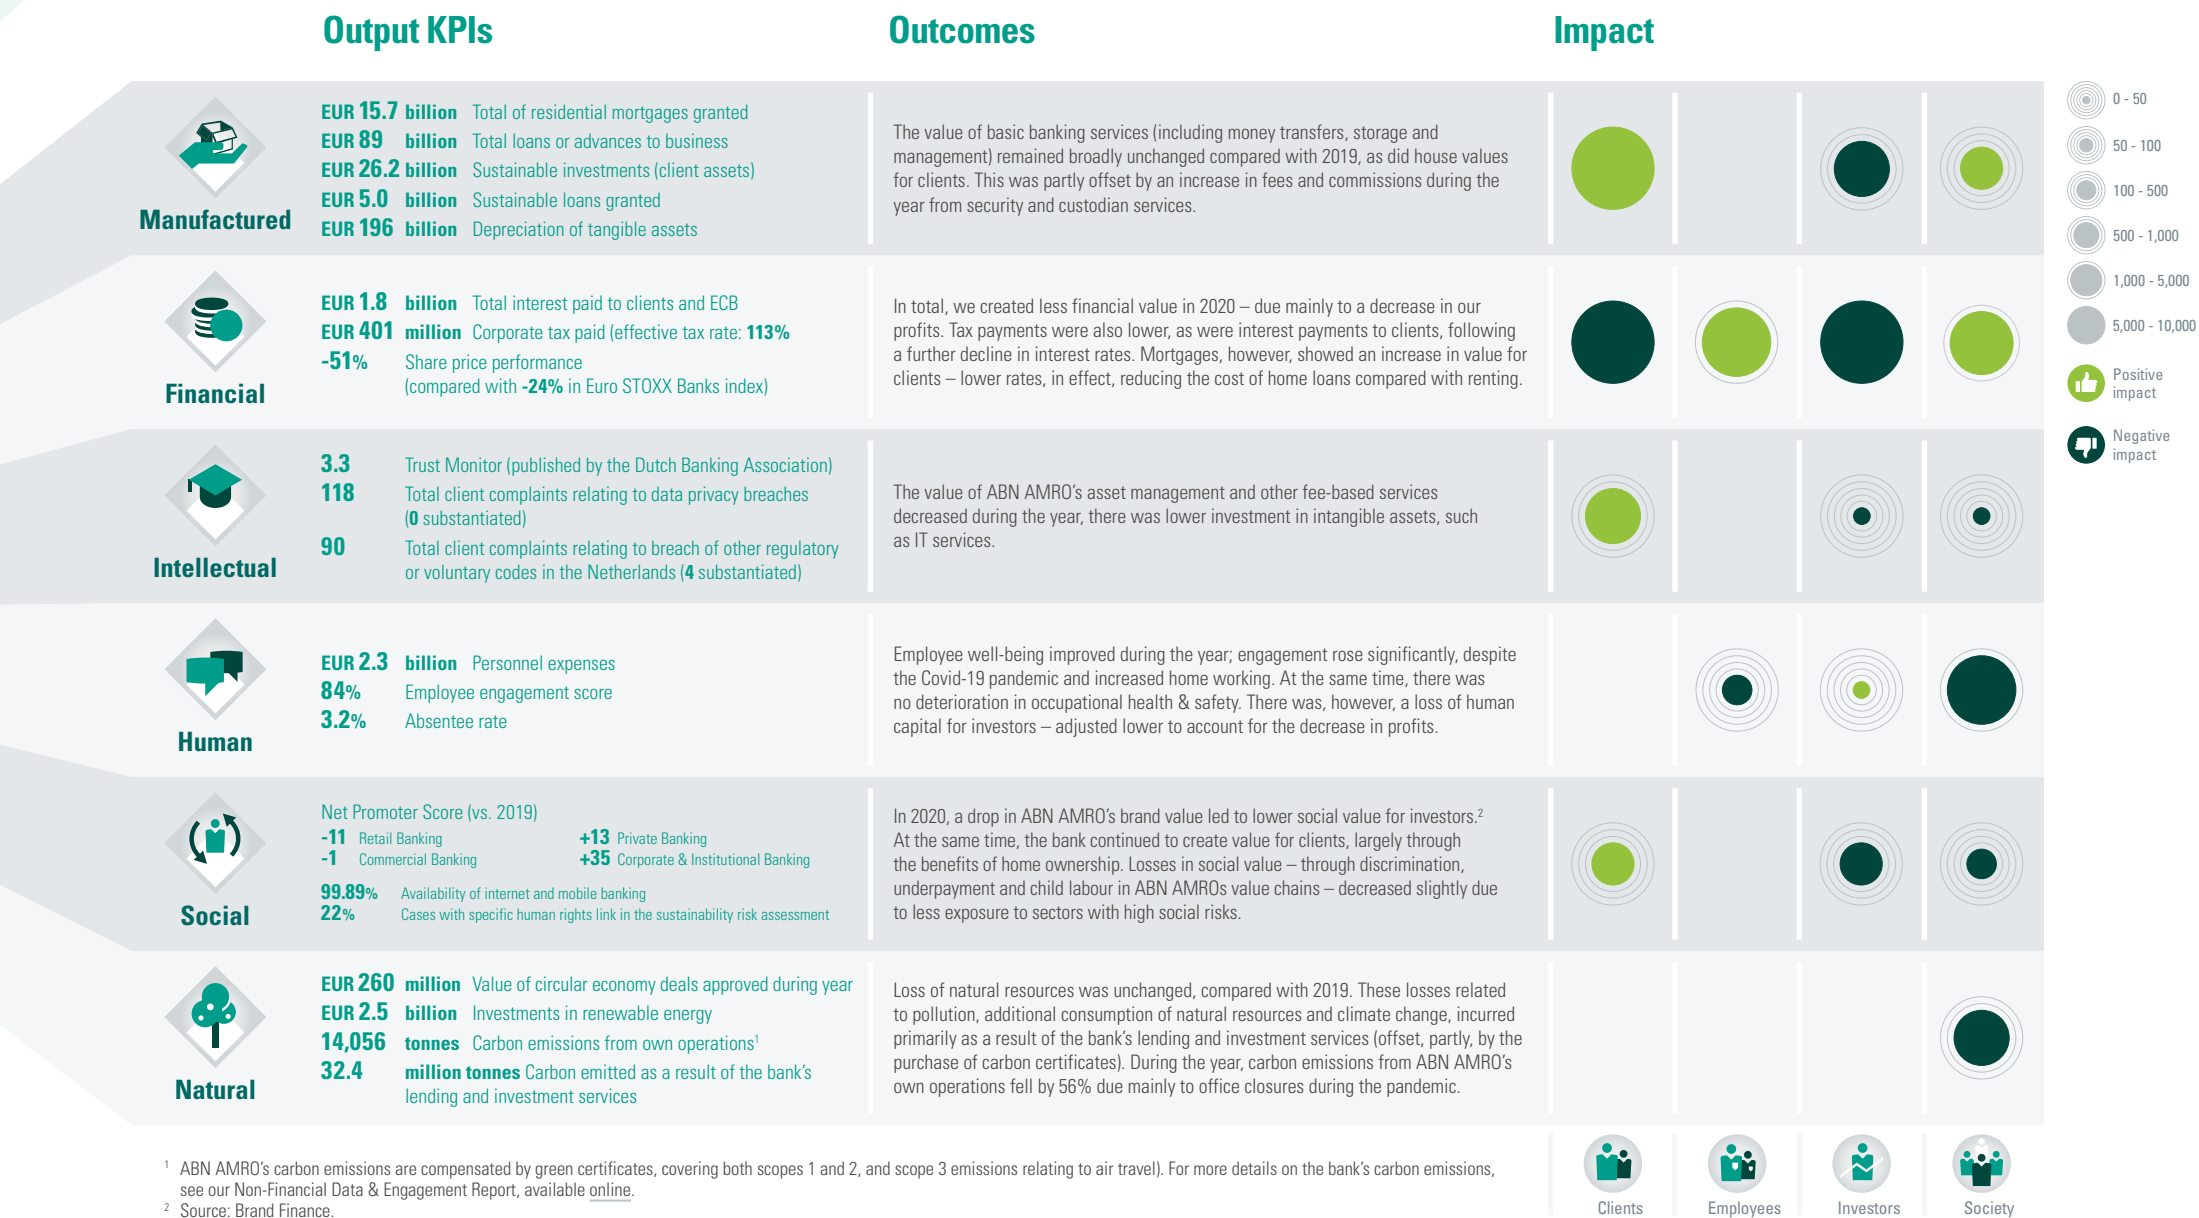 Output KPIs
Outcomes
Impact
Manufactured
EUR 15.7 billion Total of residential mortgages granted
EUR 89 billion Total loans or advances to business
EUR 26.2 billion Sustainable investments (client assets)
EUR 5.0 billion Sustainable loans granted
EUR 196 billion Depreciation of tangible assets
The value of basic banking services (including money transfers, storage and
management) remained broadly unchanged compared with 2019, as did house values
for clients. This was partly offset by an increase in fees and commissions during the
year from security and custodian services.
Financial
EUR 1.8 billion Total interest paid to clients and ECB
EUR 401 million Corporate tax paid (effective tax rate: 113%
-51% Share price performance
(compared with -24% in Euro STOXX Banks index)
In total, we created less financial value in 2020 – due mainly to a decrease in our
profits. Tax payments were also lower, as were interest payments to clients, following
a further decline in interest rates. Mortgages, however, showed an increase in value for
clients – lower rates, in effect, reducing the cost of home loans compared with renting.
Intellectual
3.3 Trust Monitor (published by the Dutch Banking Association)
118 Total client complaints relating to data privacy breaches
(0 substantiated)
90 Total client complaints relating to breach of other regulatory
or voluntary codes in the Netherlands (4 substantiated)
The value of ABN AMRO's asset management and other fee-based services
decreased during the year, there was lower investment in intangible assets, such
as IT services.
Human
EUR 2.3 billion Personnel expenses
84% Employee engagement score
3.2% Absentee rate
Employee well-being improved during the year; engagement rose significantly, despite
the Covid-19 pandemic and increased home working. At the same time, there was
no deterioration in occupational health & safety. There was, however, a loss of human
capital for investors – adjusted lower to account for the decrease in profits.
Social
Net Promoter Score (vs. 2019)
-11 Retail Banking +13 Private Banking
-1 Commercial Banking +35 Corporate & Institutional Banking
99.89% Availability of internet and mobile banking
22% Cases with specific human rights link in the sustainability risk assessment
In 2020, a drop in ABN AMRO's brand value led to lower social value for investors.2
At the same time, the bank continued to create value for clients, largely through
the benefits of home ownership. Losses in social value – through discrimination,
underpayment and child labour in ABN AMROs value chains – decreased slightly due
to less exposure to sectors with high social risks.
Natural
EUR 260 million Value of circular economy deals approved during year
EUR 2.5 billion Investments in renewable energy
14,056 tonnes Carbon emissions from own operations1
32.4 million tonnes Carbon emitted as a result of the bank's
lending and investment services
Loss of natural resources was unchanged, compared with 2019. These losses related
to pollution, additional consumption of natural resources and climate change, incurred
primarily as a result of the bank's lending and investment services (offset, partly, by the
purchase of carbon certificates). During the year, carbon emissions from ABN AMRO's
own operations fell by 56% due mainly to office closures during the pandemic.
0 - 50
50 - 100
100 - 500
500 - 1,000
1,000 - 5,000
5,000 - 10,000
Positive
impact
Negative
impact
Clients
Employees
Investors
Society
1 ABN AMRO's carbon emissions are compensated by green certificates, covering both scopes 1 and 2, and scope 3 emissions relating to air travel). For more details on the bank's carbon emissions,
see our Non-Financial Data & Engagement Report, available online.
2 Source: Brand Finance.